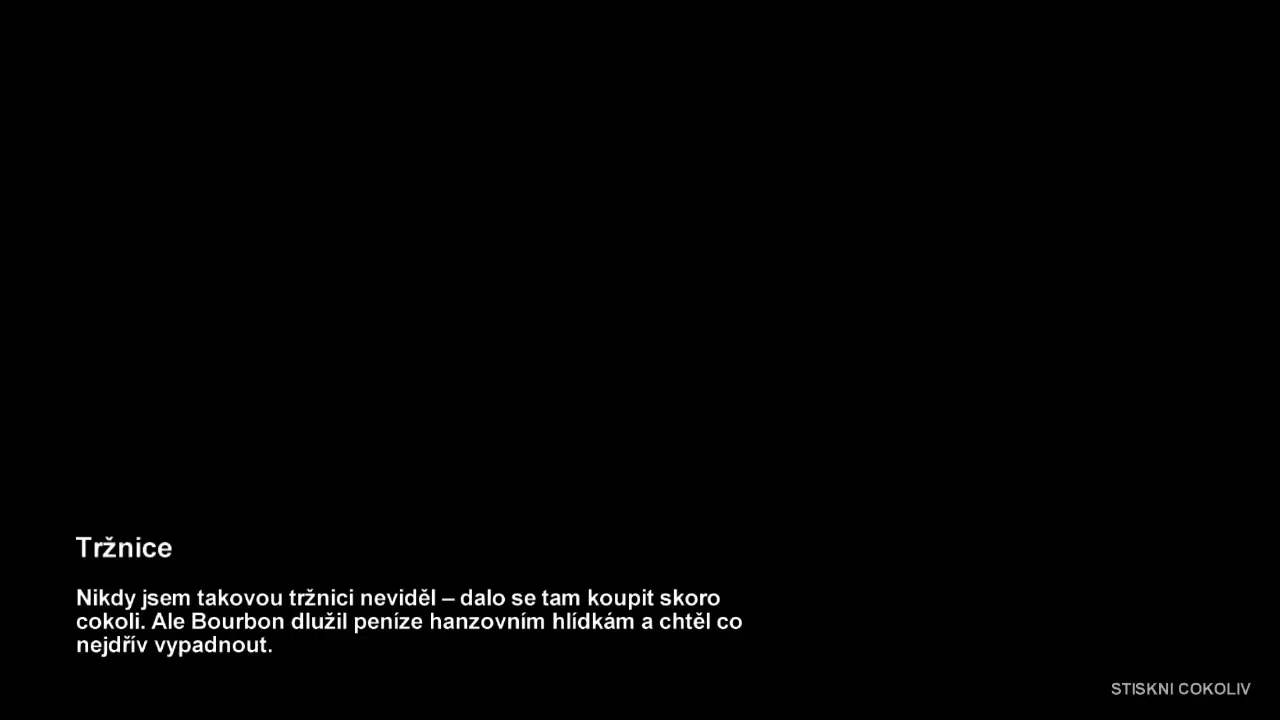 Tržnice
Nikdy jsem takovou tržnici neviděl – dalo se tam koupit skoro
cokoli. Ale Bourbon dlužil peníze hanzovním hlídkám a chtěl co
nejdřív vypadnout.
STISKNI COKOLIV